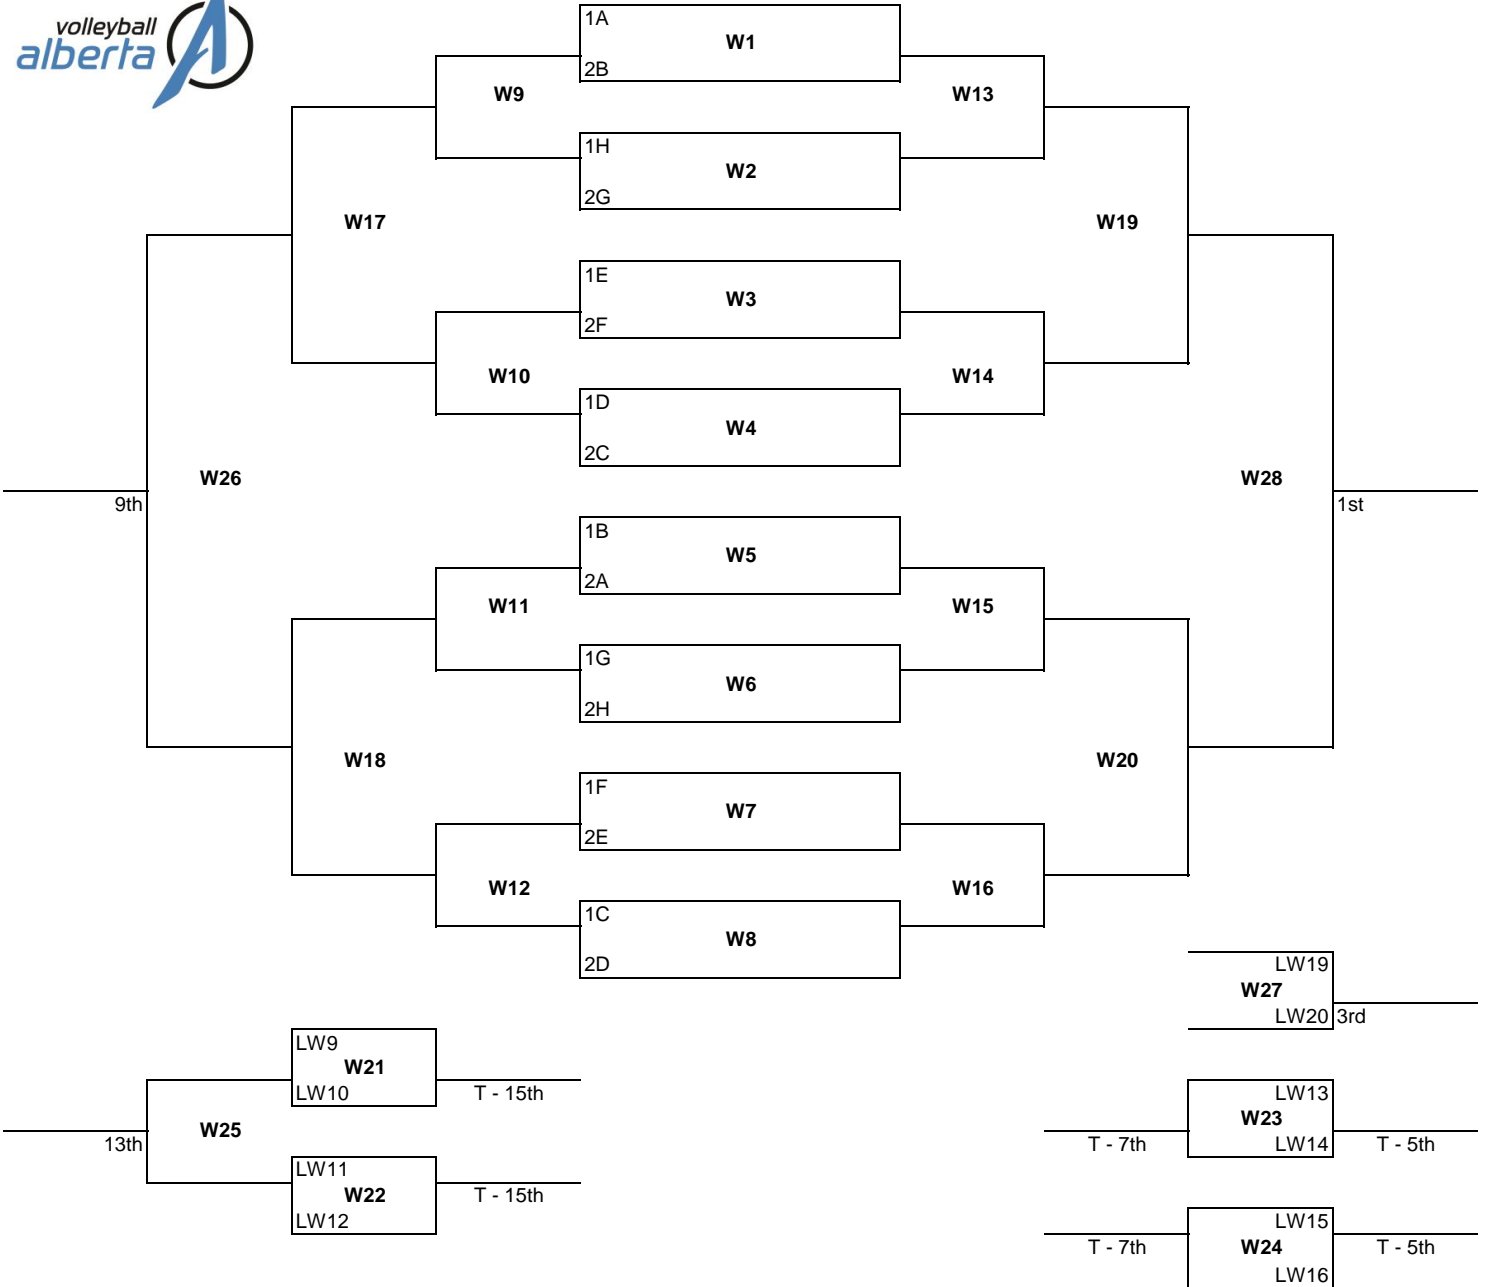 volleyball
alberta
1A
W1
2B
W9
W13
1H
W2
2G
W17
W19
1E
W3
2F
W10
W14
1D
W4
2C
W26
W28
9th
1st
1B
W5
2A
W11
W15
1G
W6
2H
W18
W20
1F
W7
2E
W12
W16
1C
W8
2D
LW19
W27
LW20 3rd
LW9
W21
LW10
T - 15th
W25
13th
LW11
W22
LW12
T - 15th
LW13
W23
LW14
T - 7th
T - 5th
LW15
W24
LW16
T - 7th
T - 5th